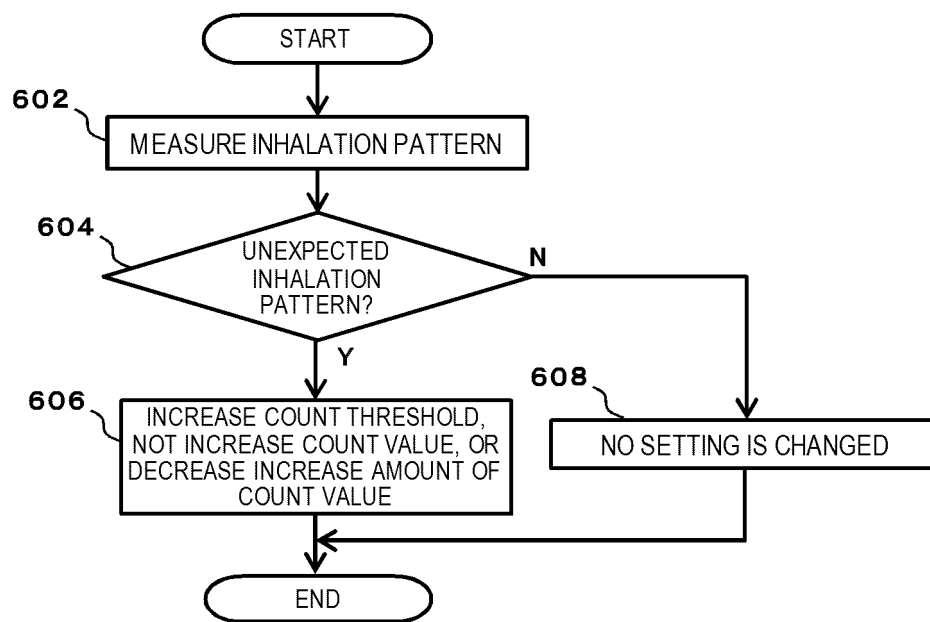 START
602
MEASURE INHALATION PATTERN
604
UNEXPECTED
INHALATION
PATTERN?
N
Y
606
INCREASE COUNT THRESHOLD,
NOT INCREASE COUNT VALUE, OR
DECREASE INCREASE AMOUNT OF
COUNT VALUE
608
NO SETTING IS CHANGED
END